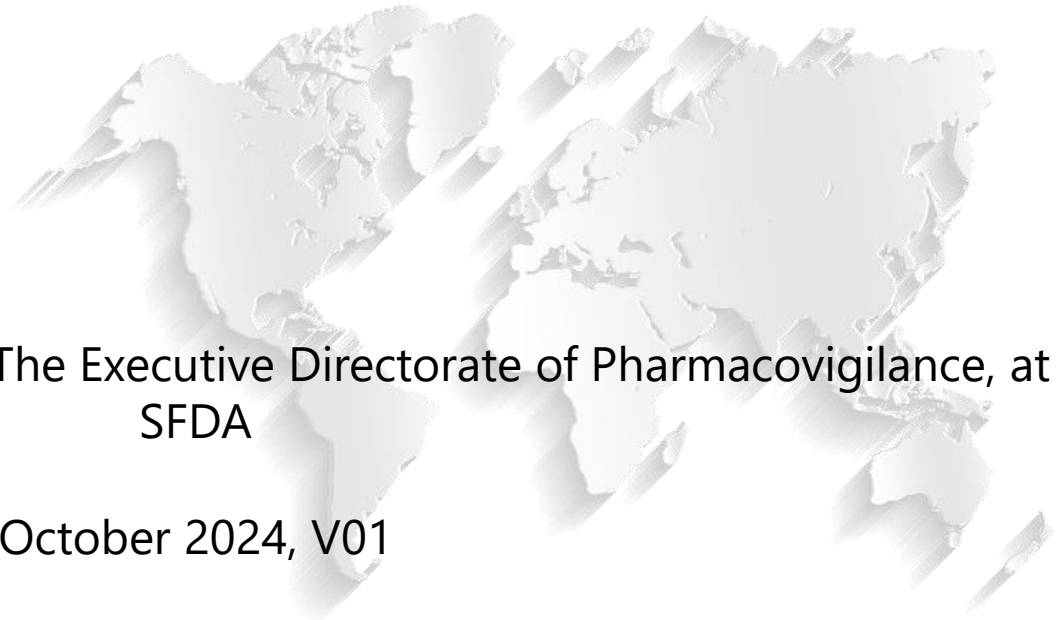 The Executive Directorate of Pharmacovigilance, at
SFDA
October 2024, V01